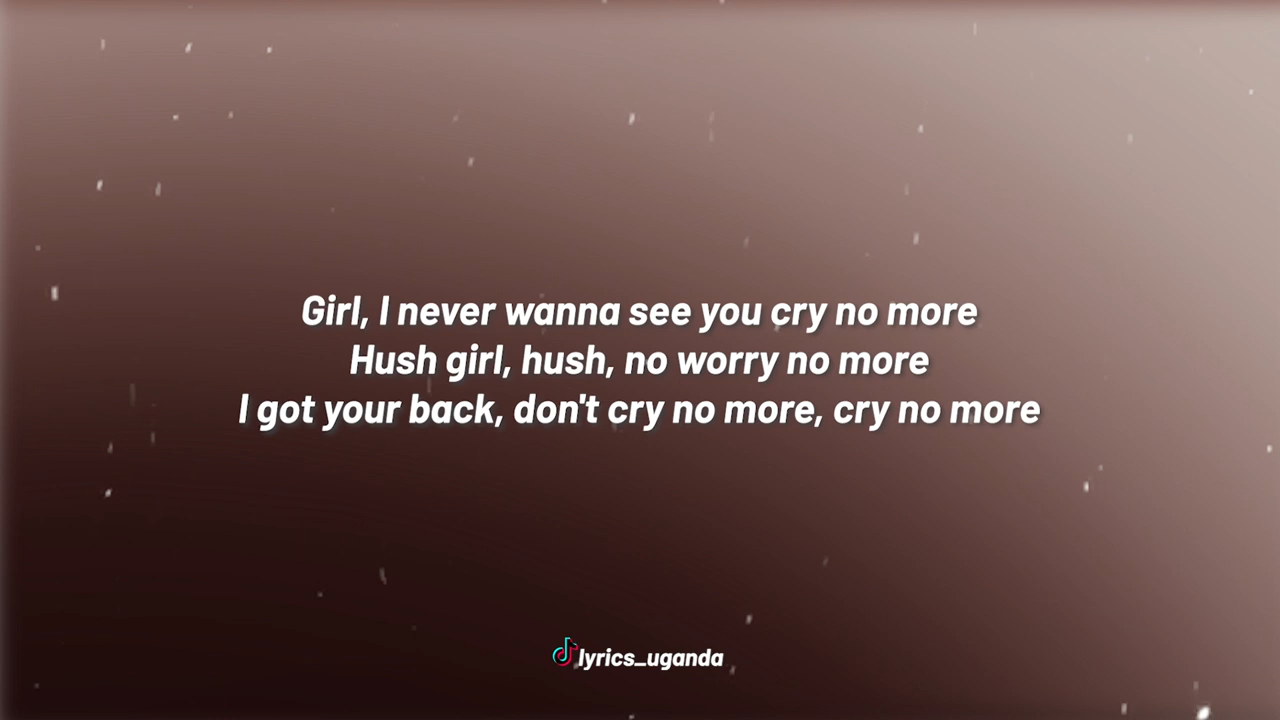 Girl, I never wanna see you cry no more
Hush girl, hush, no worry no more
I got your back, don't cry no more, cry no more
lyrics_uganda